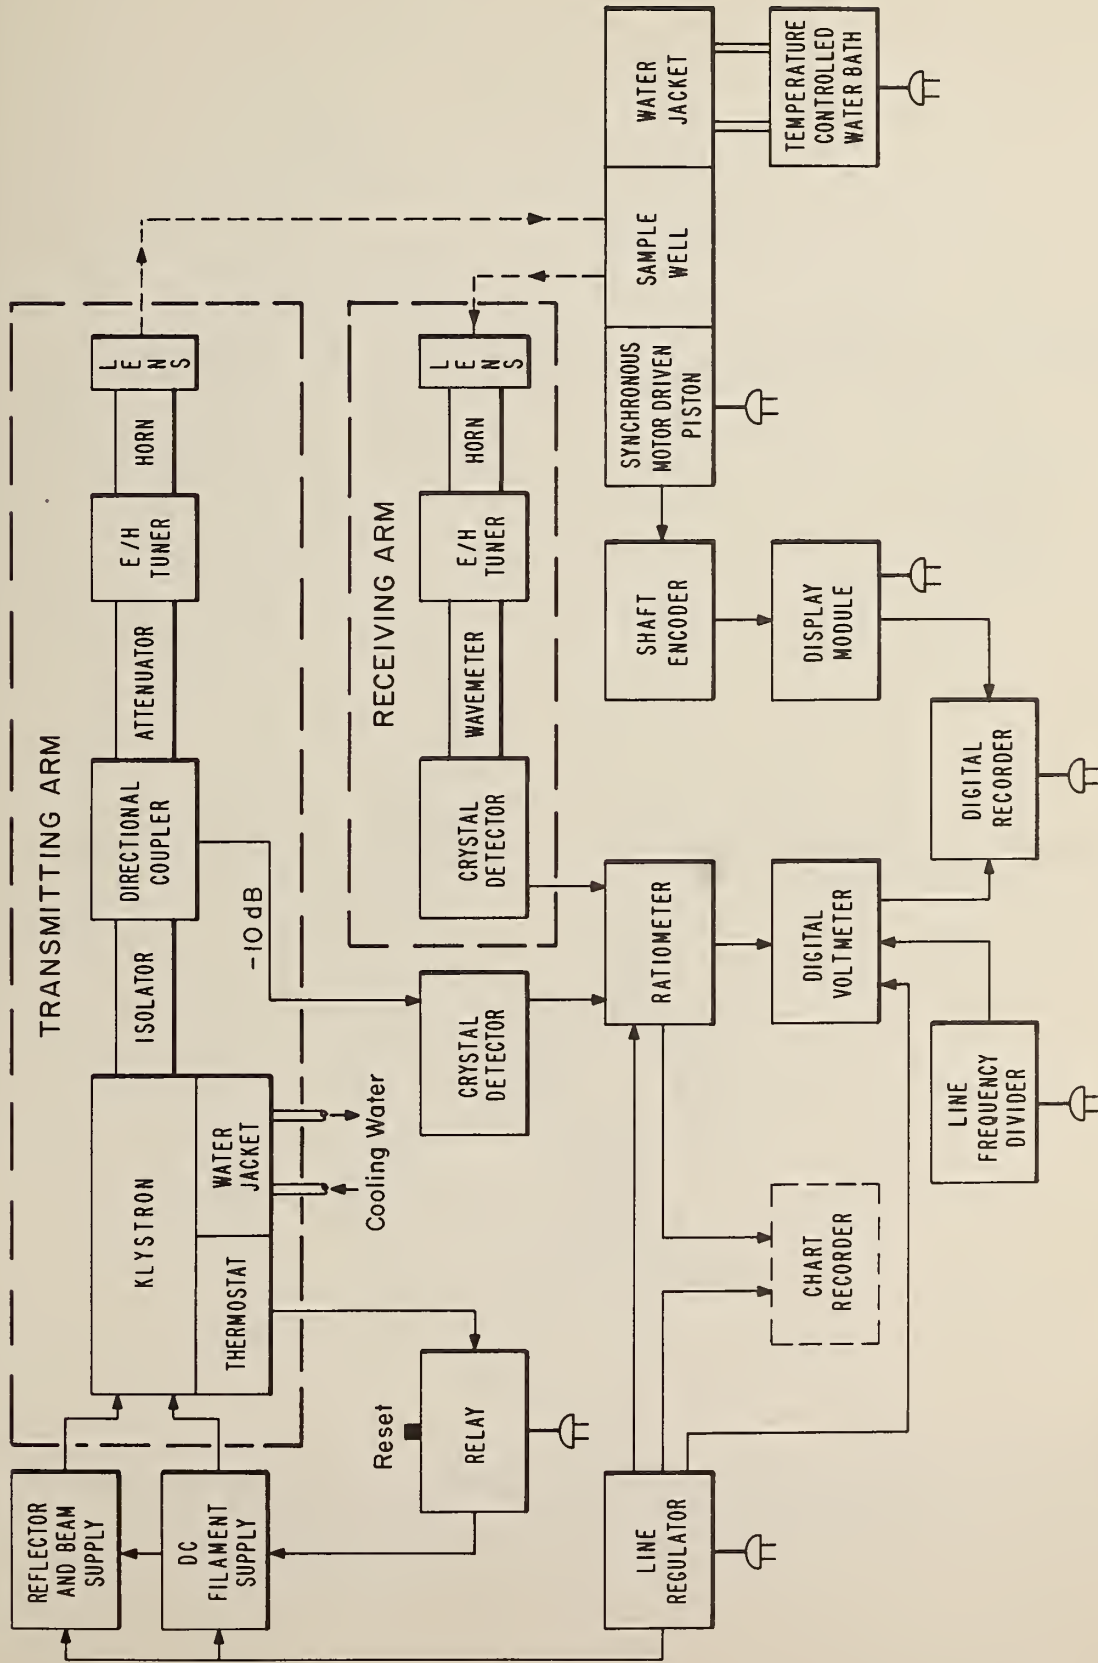 TRANSMITTING ARM
REFLECTOR
AND BEAM
SUPPLY
DC
FILAMENT
SUPPLY
KLYSTRON
THERMOSTAT
WATER
JACKET
ISOLATOR
DIRECTIONAL
COUPLER
ATTENUATOR
E/H
TUNER
HORN
LENS
Cooling Water
-10 dB
RECEIVING ARM
Reset
RELAY
CRYSTAL
DETECTOR
CRYSTAL
DETECTOR
WAVEMETER
E/H
TUNER
HORN
LENS
LINE
REGULATOR
RATIOMETER
SHAFT
ENCODER
SYNCHRONOUS
MOTOR DRIVEN
PISTON
SAMPLE
WELL
WATER
JACKET
CHART
RECORDER
DIGITAL
VOLTMETER
DISPLAY
MODULE
TEMPERATURE
CONTROLLED
WATER BATH
LINE
FREQUENCY
DIVIDER
DIGITAL
RECORDER